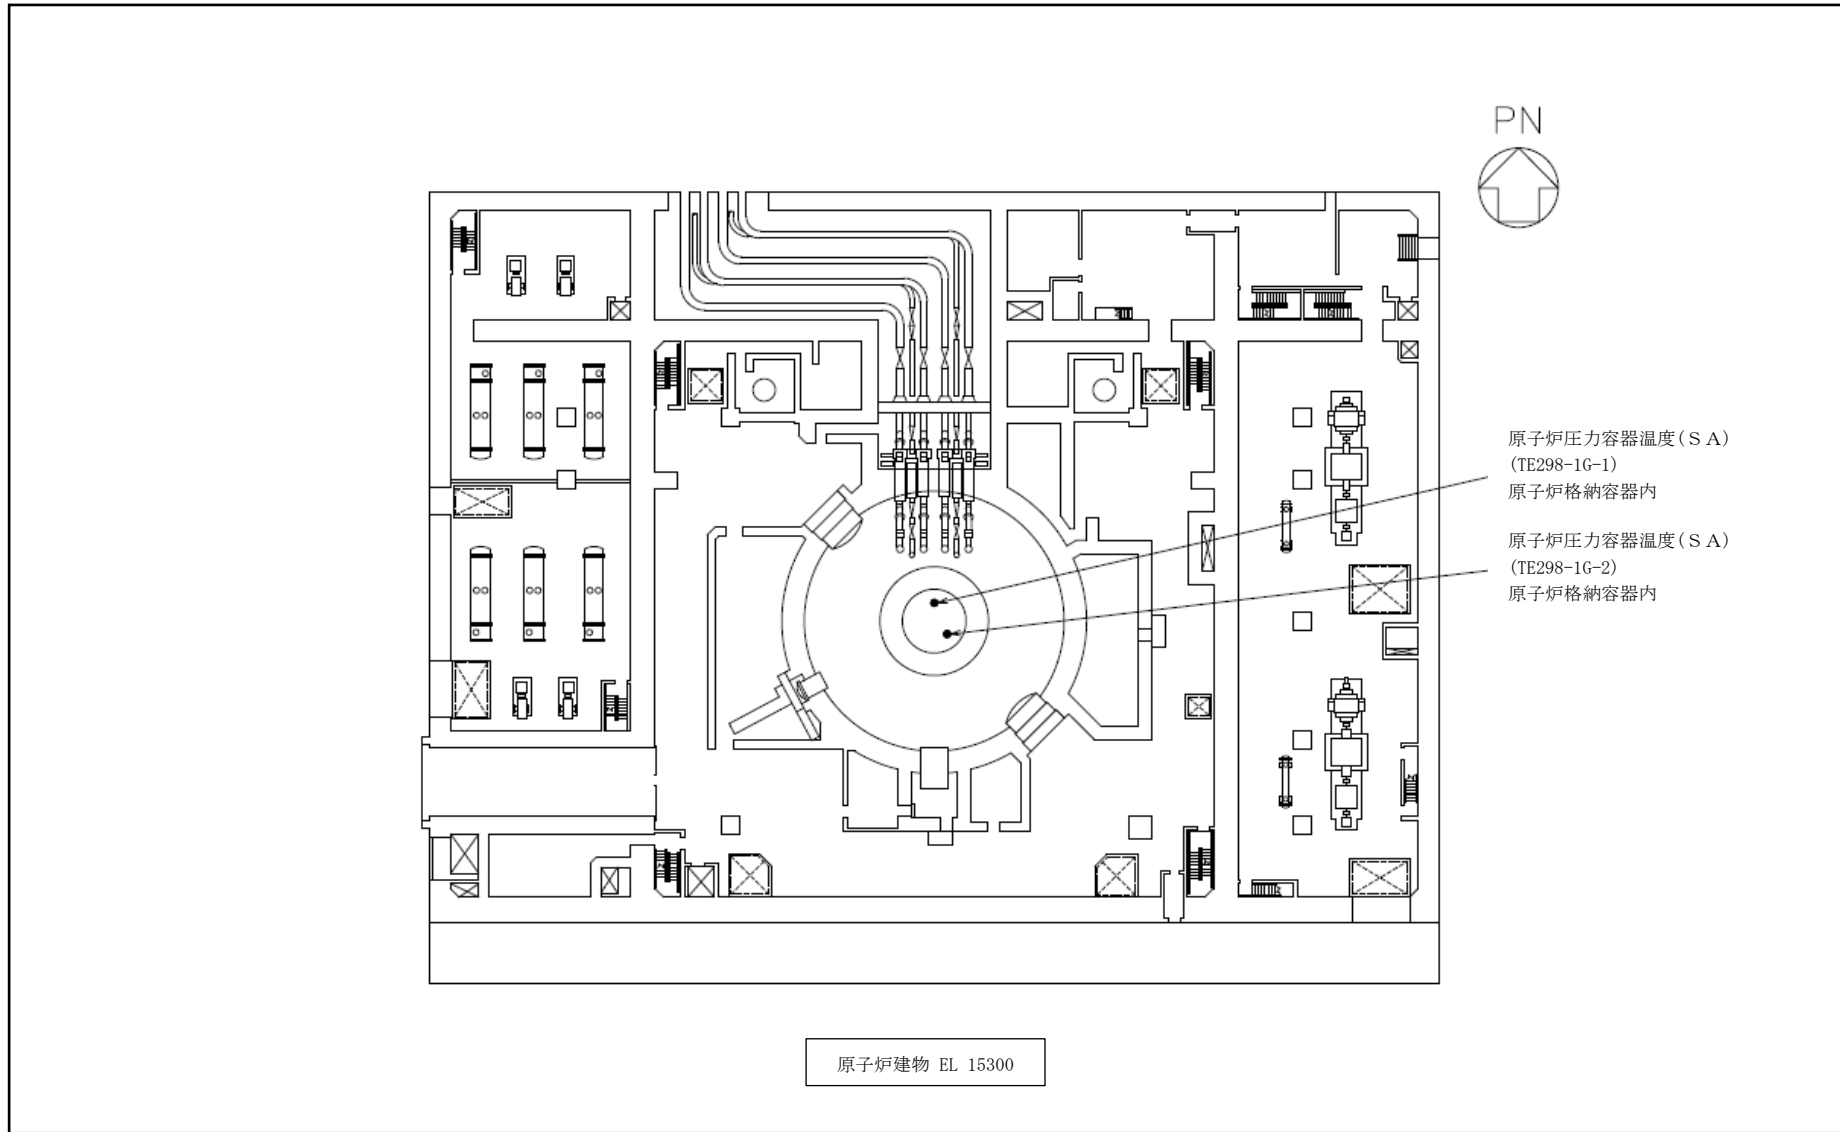 PN
原子炉圧力容器温度(ＳＡ)
(TE298-1G-1)
原子炉格納容器内
原子炉圧力容器温度(ＳＡ)
(TE298-1G-2)
原子炉格納容器内
原子炉建物 EL 15300